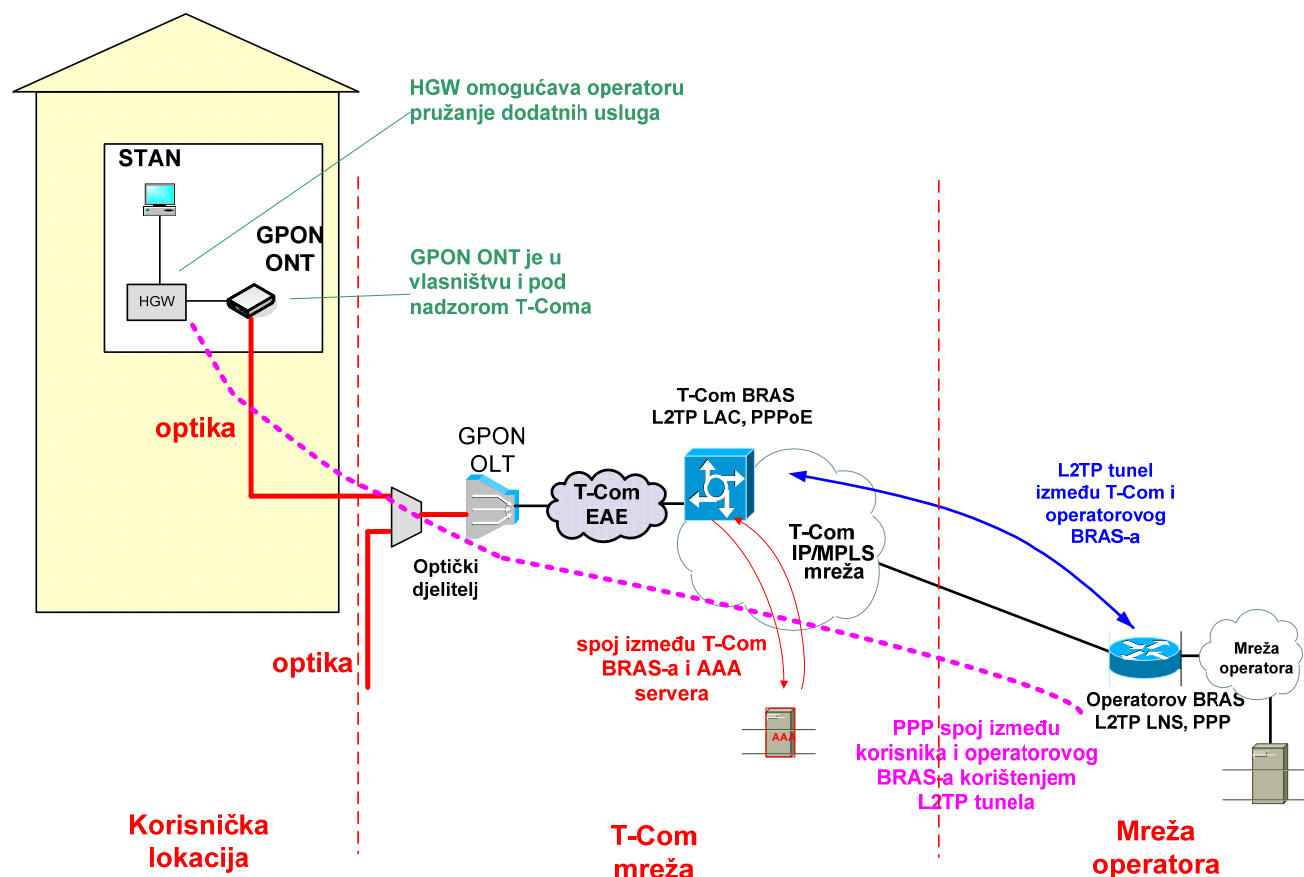 HGW omogućava operatoru
pružanje dodatnih usluga
STAN
GPON
ONT
HGW
GPON ONT je u
vlasništvu i pod
nadzorom T-Coma
optika
optika
GPON
OLT
Optički
djelitelj
T-Com
EAE
T-Com BRAS
L2TP LAC, PPPoE
T-Com
IP/MPLS
mreža
L2TP tunel
između T-Com i
operatorovog
BRAS-a
spoj između T-Com
BRAS-a i AAA
servera
AAA
Mreža
operatora
Operatorov BRAS
L2TP LNS, PPP
PPP spoj između
korisnika i operatorovog
BRAS-a korištenjem
L2TP tunela
Korisnička
lokacija
T-Com
mreža
Mreža
operatora